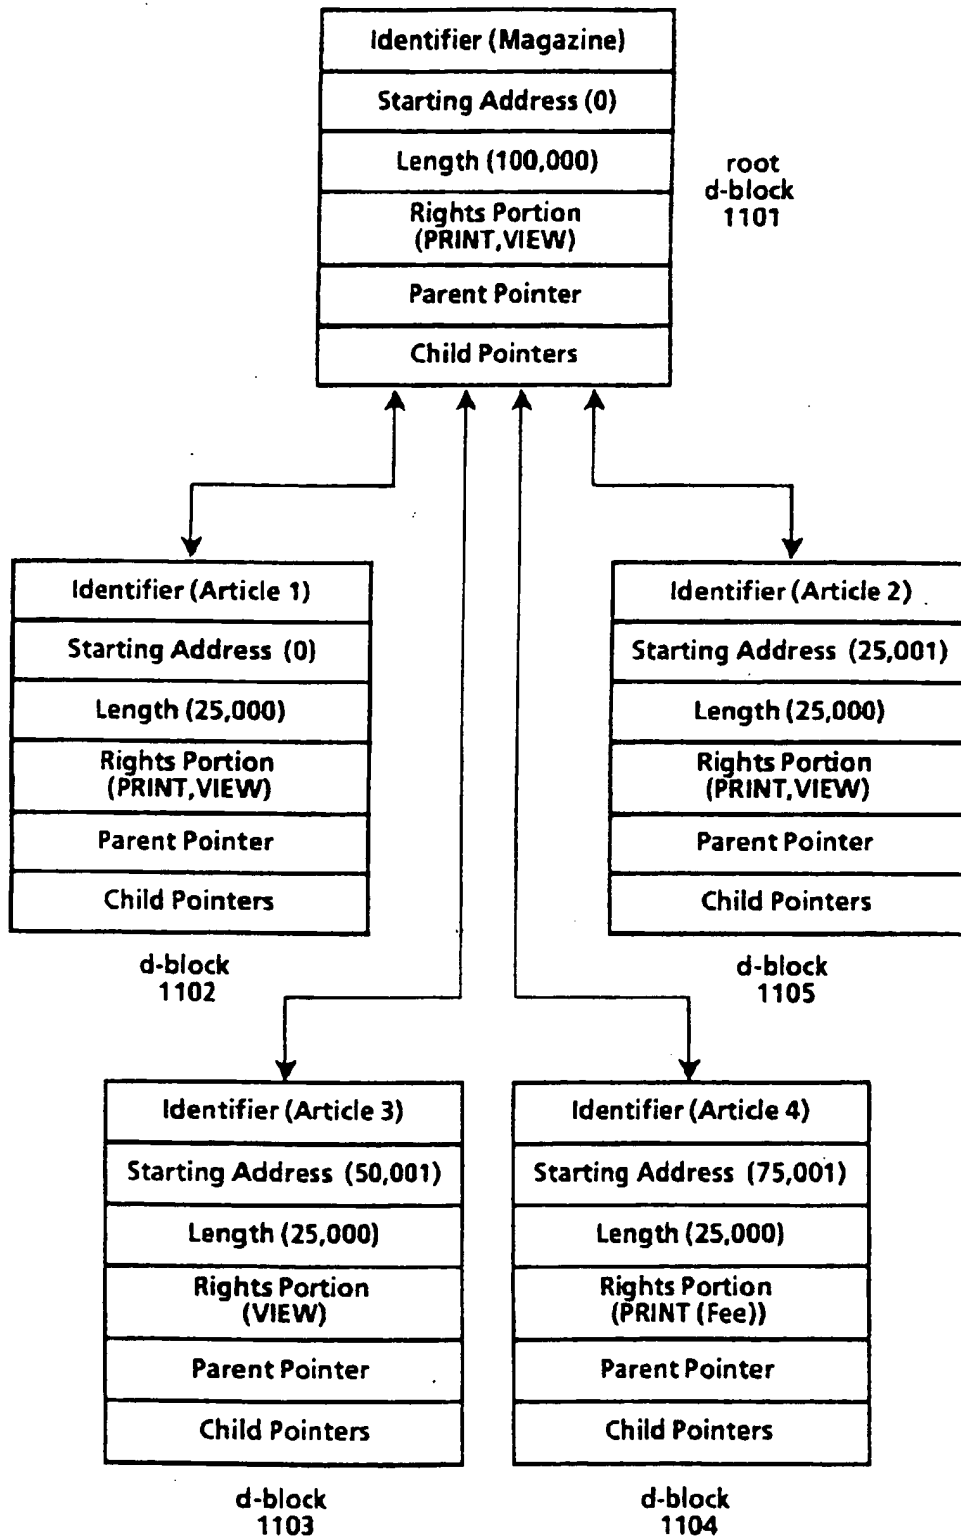 Identifier (Magazine)
Starting Address (0)
Length (100,000)
Rights Portion
(PRINT,VIEW)
Parent Pointer
Child Pointers
root
d-block
1101
Identifier (Article 1)
Starting Address (0)
Length (25,000)
Rights Portion
(PRINT,VIEW)
Parent Pointer
Child Pointers
d-block
1102
Identifier (Article 2)
Starting Address (25,001)
Length (25,000)
Rights Portion
(PRINT,VIEW)
Parent Pointer
Child Pointers
d-block
1105
Identifier (Article 3)
Starting Address (50,001)
Length (25,000)
Rights Portion
(VIEW)
Parent Pointer
Child Pointers
d-block
1103
Identifier (Article 4)
Starting Address (75,001)
Length (25,000)
Rights Portion
(PRINT (Fee))
Parent Pointer
Child Pointers
d-block
1104